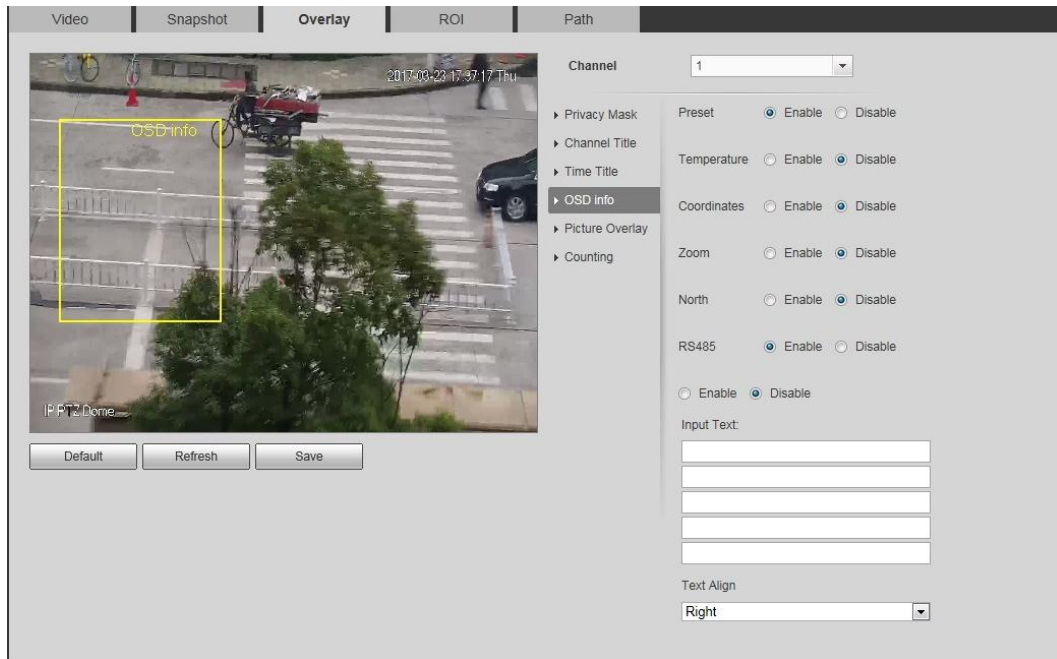 Video Snapshot Overlay ROI Path
2017-03-23 17:37:17 Thu
OSD info
IP PTZ Dome
Default Refresh Save
Channel 1
Privacy Mask
Channel Title
Time Title
OSD info
Picture Overlay
Counting
Preset Enable Disable
Temperature Enable Disable
Coordinates Enable Disable
Zoom Enable Disable
North Enable Disable
RS485 Enable Disable
Enable Disable
Input Text:
Text Align
Right